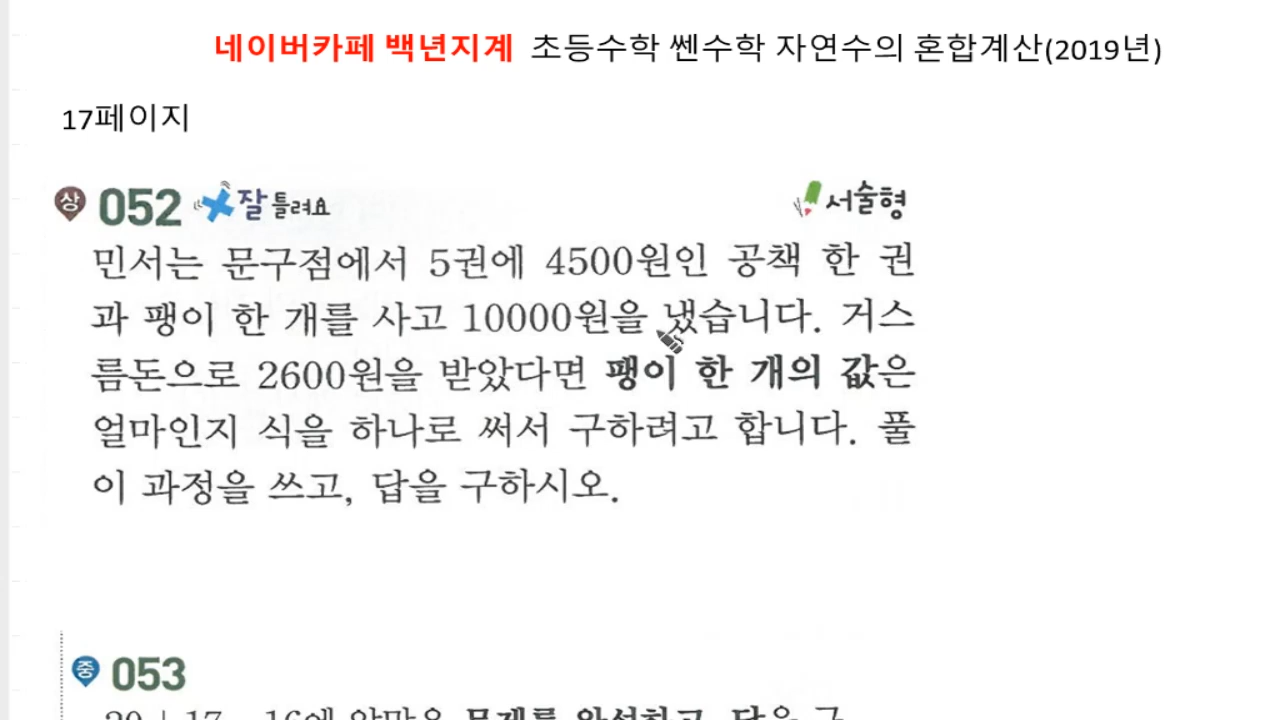 네이버카페 백년지계 초등수학 쎈수학 자연수의 혼합계산(2019년)
17페이지
상 052 잘 틀려요 서술형
민서는 문구점에서 5권에 4500원인 공책 한 권
과 팽이 한 개를 사고 10000원을 냈습니다. 거스
름돈으로 2600원을 받았다면 팽이 한 개의 값은
얼마인지 식을 하나로 써서 구하려고 합니다. 풀
이 과정을 쓰고, 답을 구하시오.
중 053